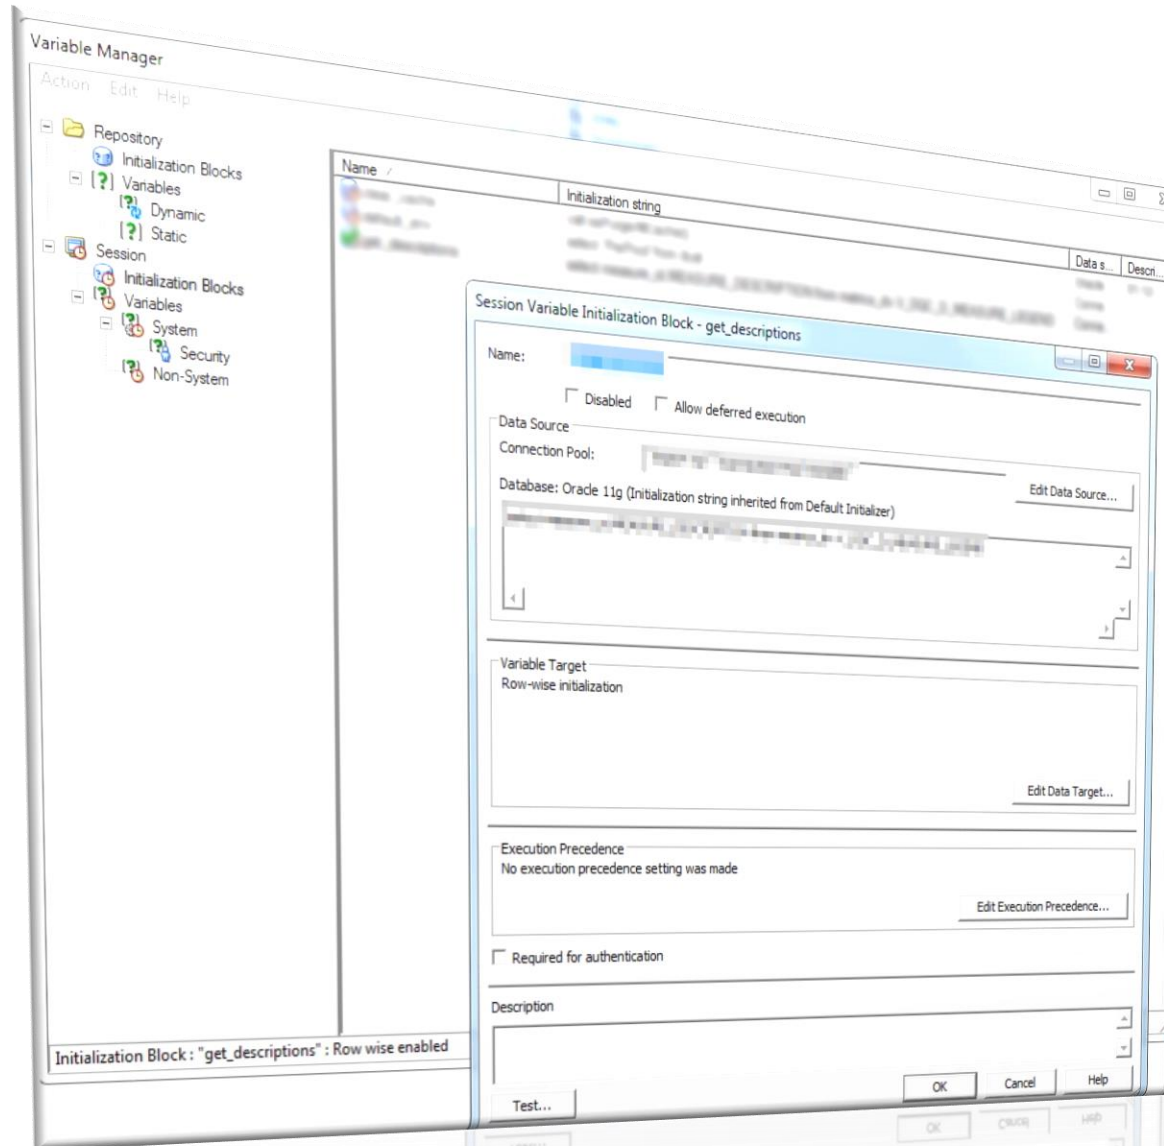 Variable Manager
Action Edit Help
Repository
Initialization Blocks
Variables
Dynamic
Static
Session
Initialization Blocks
Variables
System
Security
Non-System
Name
Initialization string
Data s...
Descri...
get_descriptions
Session Variable Initialization Block - get_descriptions
Name:
Disabled
Allow deferred execution
Data Source
Connection Pool:
Edit Data Source...
Database: Oracle 11g (Initialization string inherited from Default Initializer)
Variable Target
Row-wise initialization
Edit Data Target...
Execution Precedence
No execution precedence setting was made
Edit Execution Precedence...
Required for authentication
Description
Test...
OK
Cancel
Help
Initialization Block : "get_descriptions" : Row wise enabled